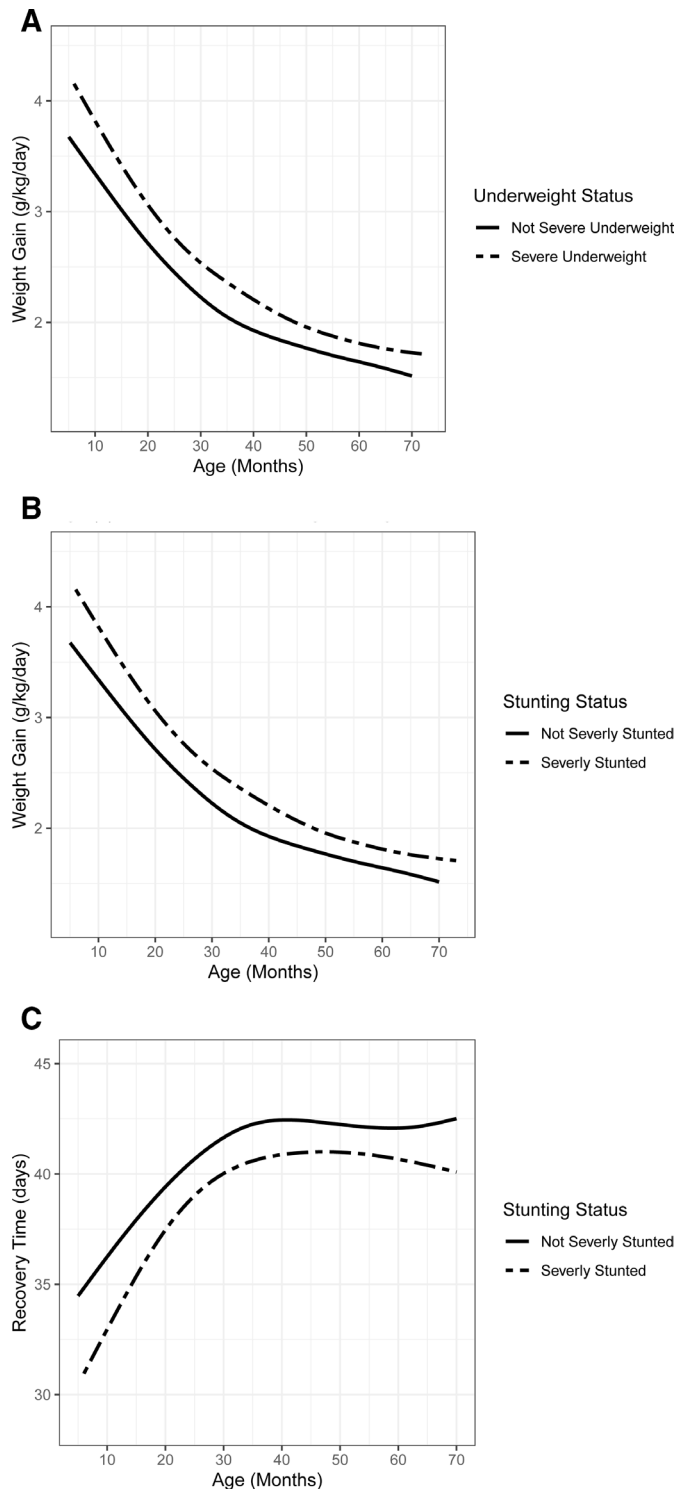 A
4
3
2
Weight Gain (g/kg/day)
10 20 30 40 50 60 70
Age (Months)
Underweight Status
Not Severe Underweight
Severe Underweight
B
4
3
2
Weight Gain (g/kg/day)
10 20 30 40 50 60 70
Age (Months)
Stunting Status
Not Severly Stunted
Severly Stunted
C
45
40
35
30
Recovery Time (days)
10 20 30 40 50 60 70
Age (Months)
Stunting Status
Not Severly Stunted
Severly Stunted